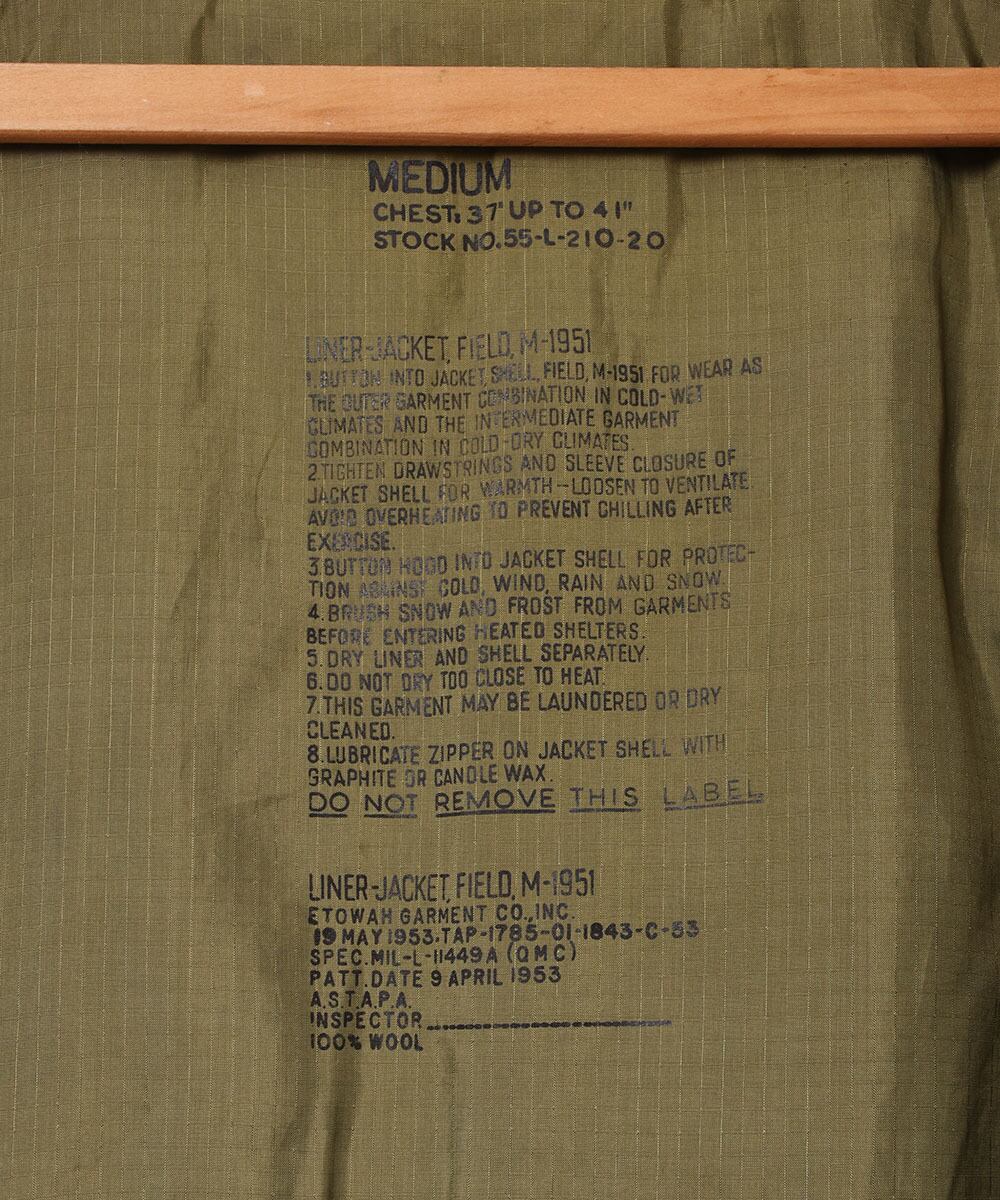 MEDIUM
CHEST: 37" UP TO 41"
STOCK NO. 55-L-210-20
LINER-JACKET, FIELD, M-1951
1. BUTTON INTO JACKET, SHELL, FIELD, M-1951 FOR WEAR AS
THE OUTER GARMENT COMBINATION IN COLD-WET
CLIMATES AND THE INTERMEDIATE GARMENT
COMBINATION IN COLD-DRY CLIMATES.
2. TIGHTEN DRAWSTRINGS AND SLEEVE CLOSURE OF
JACKET SHELL FOR WARMTH—LOOSEN TO VENTILATE.
AVOID OVERHEATING TO PREVENT CHILLING AFTER
EXERCISE.
3. BUTTON HOOD INTO JACKET SHELL FOR PROTEC-
TION AGAINST COLD, WIND, RAIN AND SNOW.
4. BRUSH SNOW AND FROST FROM GARMENTS
BEFORE ENTERING HEATED SHELTERS.
5. DRY LINER AND SHELL SEPARATELY.
6. DO NOT DRY TOO CLOSE TO HEAT.
7. THIS GARMENT MAY BE LAUNDERED OR DRY
CLEANED.
8. LUBRICATE ZIPPER ON JACKET SHELL WITH
GRAPHITE OR CANDLE WAX.
DO NOT REMOVE THIS LABEL
LINER-JACKET, FIELD, M-1951
ETOWAH GARMENT CO., INC.
19 MAY 1953. TAP-1785-01-1843-C-53
SPEC. MIL-L-11449A (QMC)
PATT. DATE 9 APRIL 1953
A.S.T.A.P.A.
INSPECTOR
100% WOOL